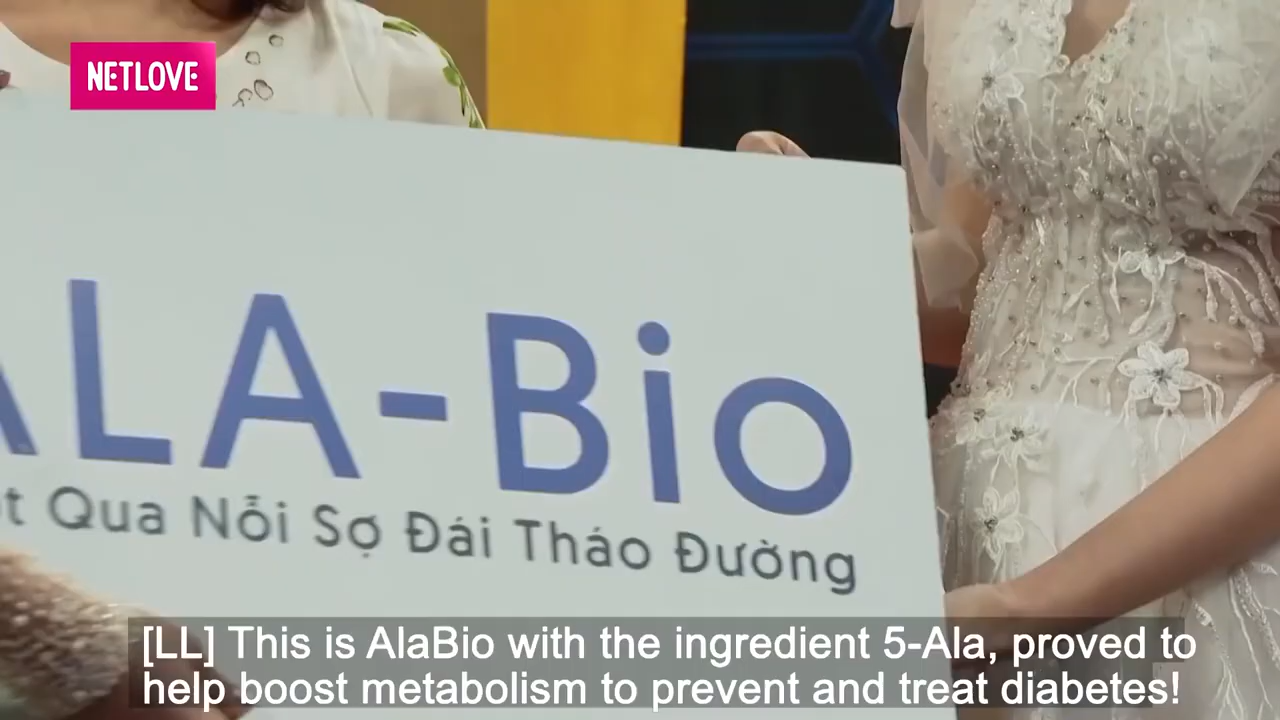 NETLOVE
ALA-Bio
Qua Nỗi Sợ Đái Tháo Đường
[LL] This is AlaBio with the ingredient 5-Ala, proved to
help boost metabolism to prevent and treat diabetes!